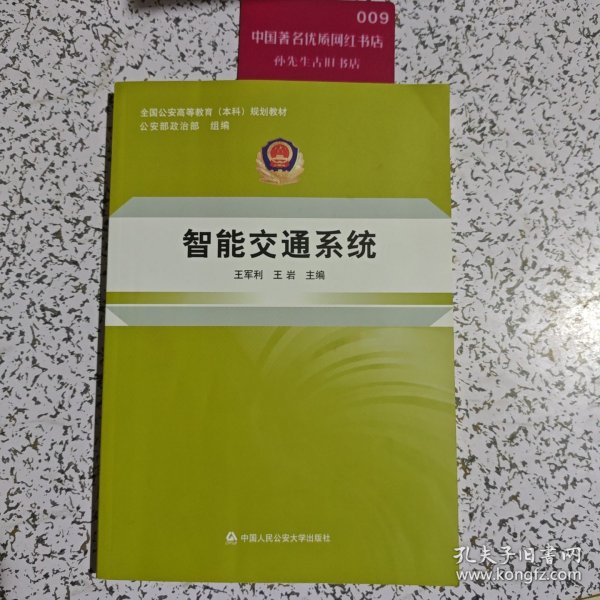 009
中国著名优质网红书店
孙先生古旧书店
全国公安高等教育（本科）规划教材
公安部政治部 组编
智能交通系统
王军利 王岩 主编
中国人民公安大学出版社
孔夫子旧书网
www.kongfz.com